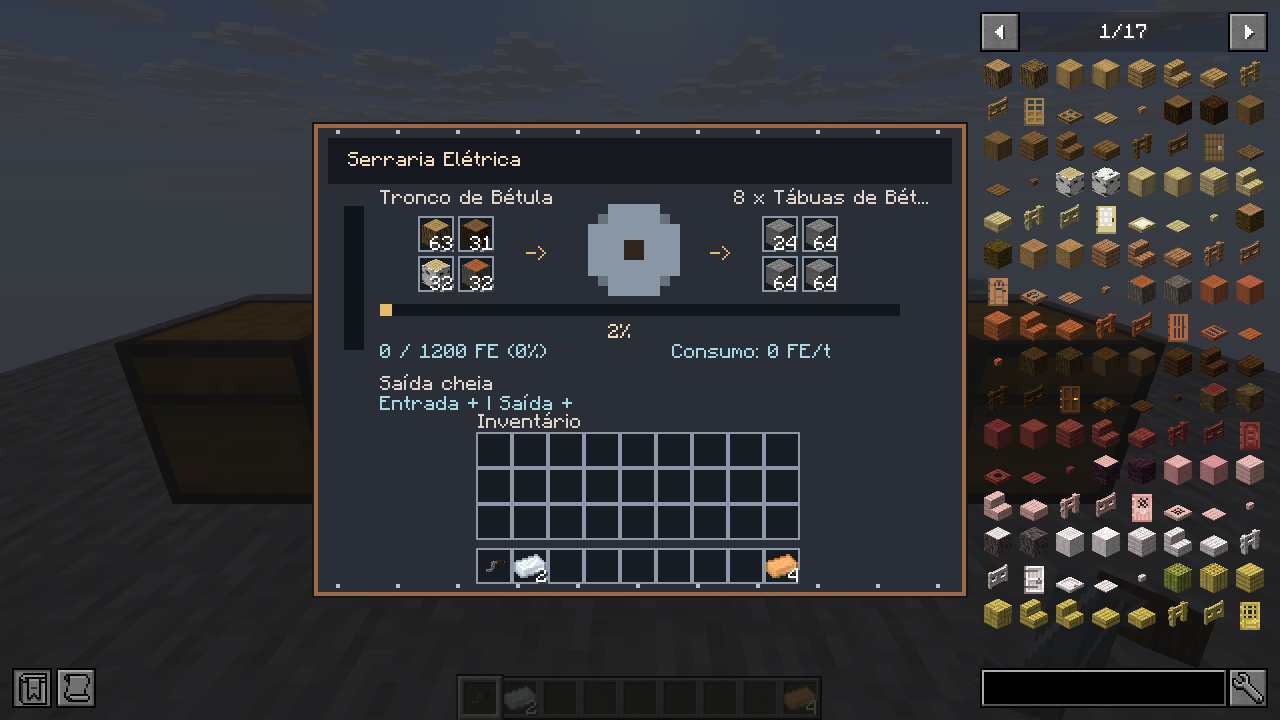 1/17
Serraria Elétrica
Tronco de Bétula
8 x Tábuas de Bét...
63 31
24 64
->
->
32 32
64 64
2%
0 / 1200 FE (0%)
Consumo: 0 FE/t
Saída cheia
Entrada + | Saída +
Inventário
2
4
2
4